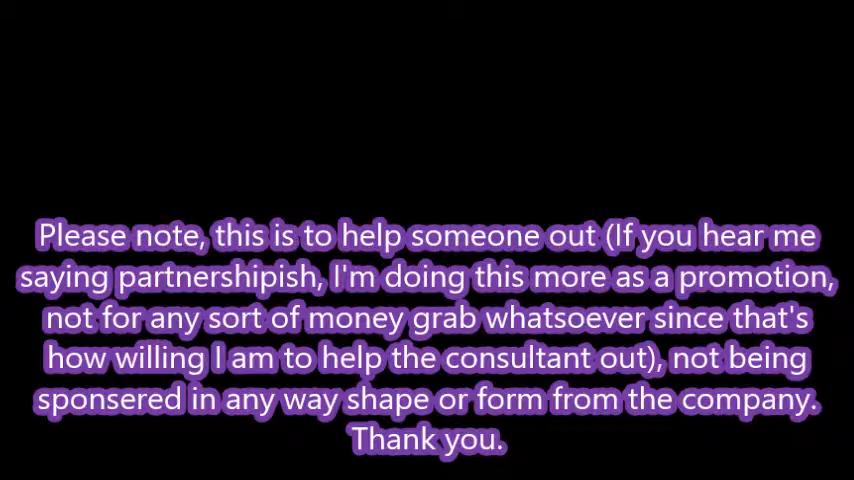 Please note, this is to help someone out (If you hear me
saying partnershipish, I'm doing this more as a promotion,
not for any sort of money grab whatsoever since that's
how willing I am to help the consultant out), not being
sponsered in any way shape or form from the company.
Thank you.